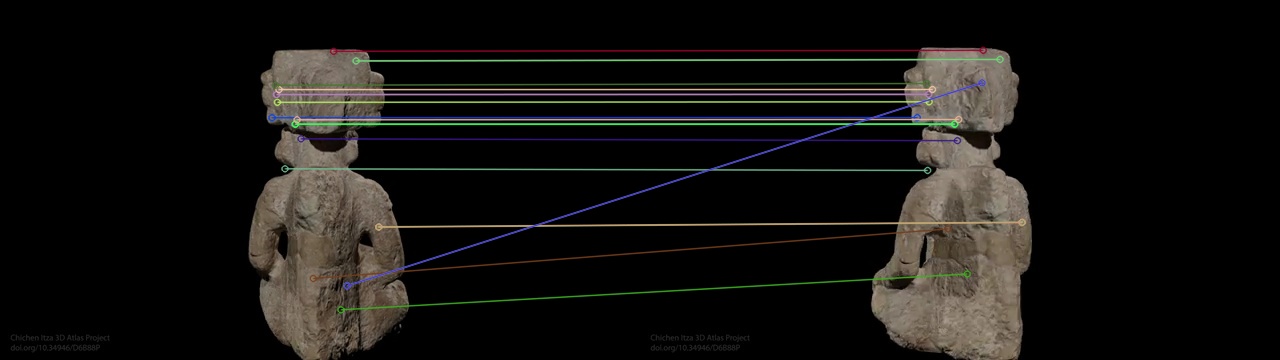 Chichen Itza 3D Atlas Project
doi.org/10.34946/D6B88P
Chichen Itza 3D Atlas Project
doi.org/10.34946/D6B88P